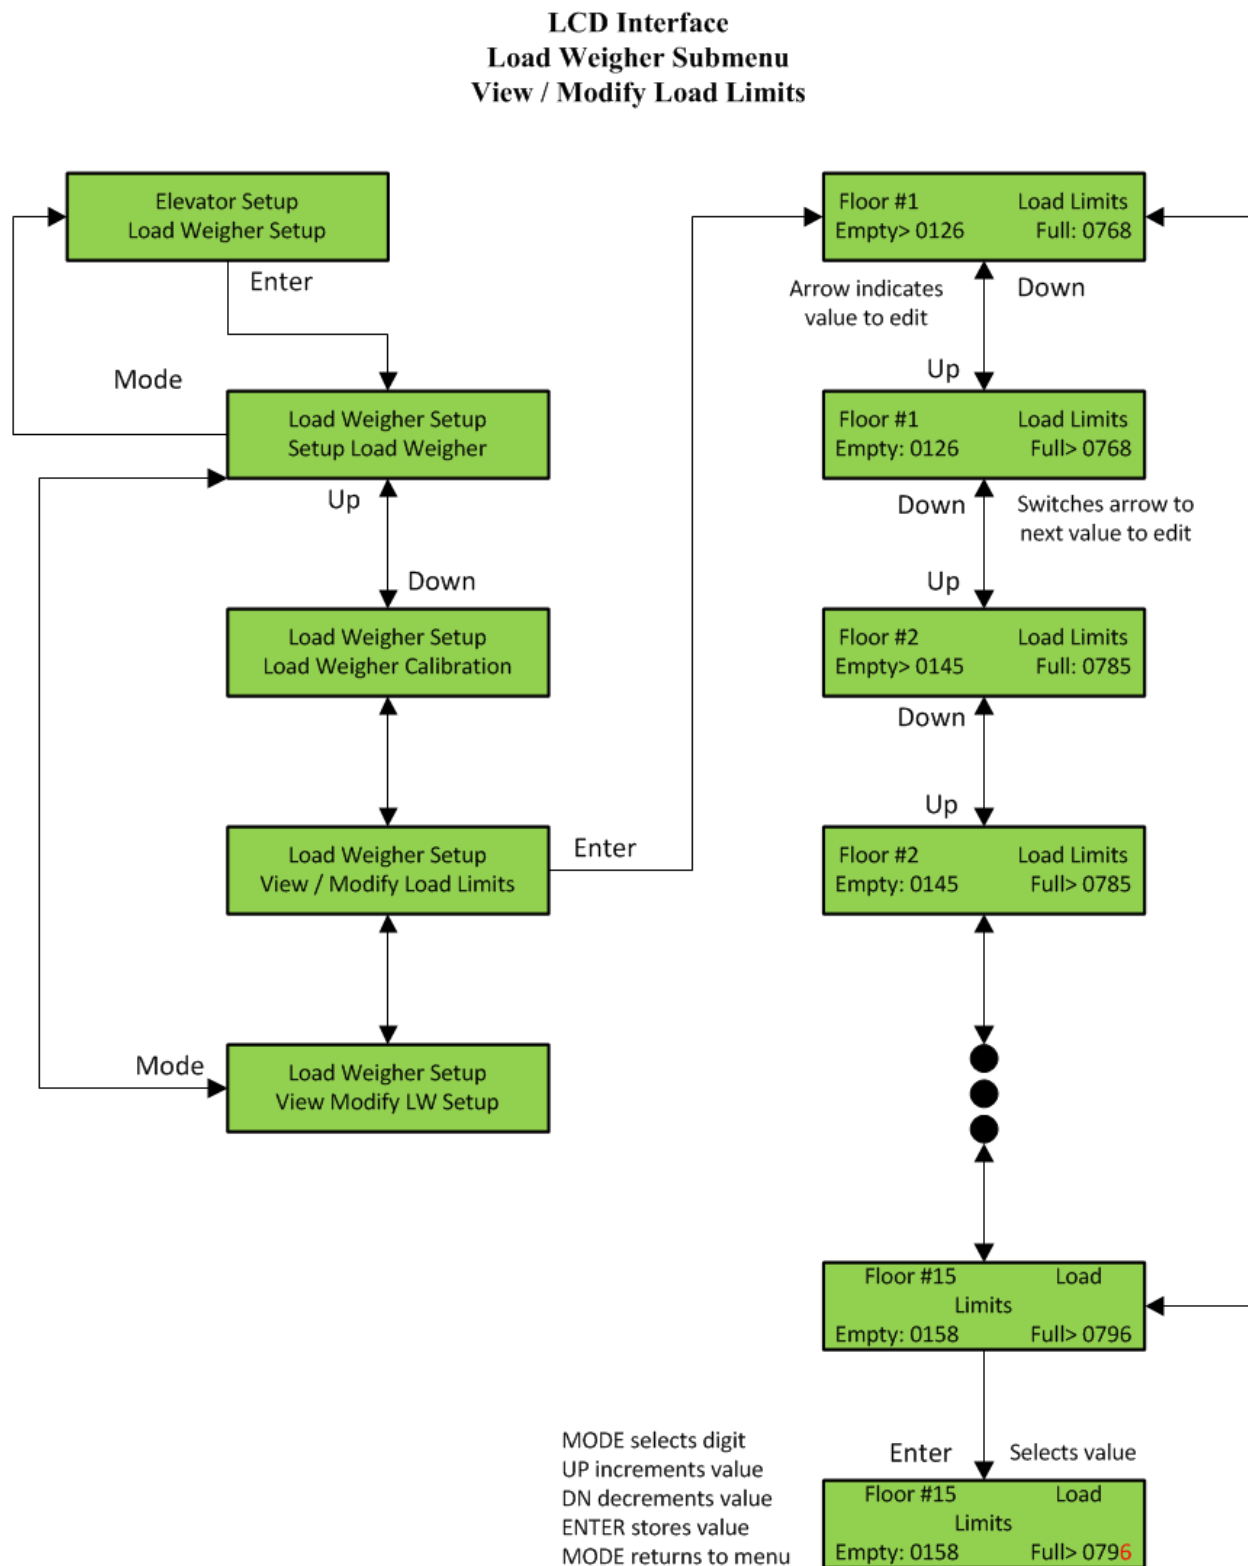 LCD Interface
Load Weigher Submenu
View / Modify Load Limits
Elevator Setup
Load Weigher Setup
Enter
Mode
Load Weigher Setup
Setup Load Weigher
Up
Down
Load Weigher Setup
Load Weigher Calibration
Load Weigher Setup
View / Modify Load Limits
Enter
Mode
Load Weigher Setup
View Modify LW Setup
Floor #1 Load Limits
Empty> 0126 Full: 0768
Arrow indicates
value to edit
Down
Up
Floor #1 Load Limits
Empty: 0126 Full> 0768
Down
Switches arrow to
next value to edit
Up
Floor #2 Load Limits
Empty> 0145 Full: 0785
Down
Up
Floor #2 Load Limits
Empty: 0145 Full> 0785
Floor #15 Load
Limits
Empty: 0158 Full> 0796
Enter
Selects value
Floor #15 Load
Limits
Empty: 0158 Full> 0796
MODE selects digit
UP increments value
DN decrements value
ENTER stores value
MODE returns to menu